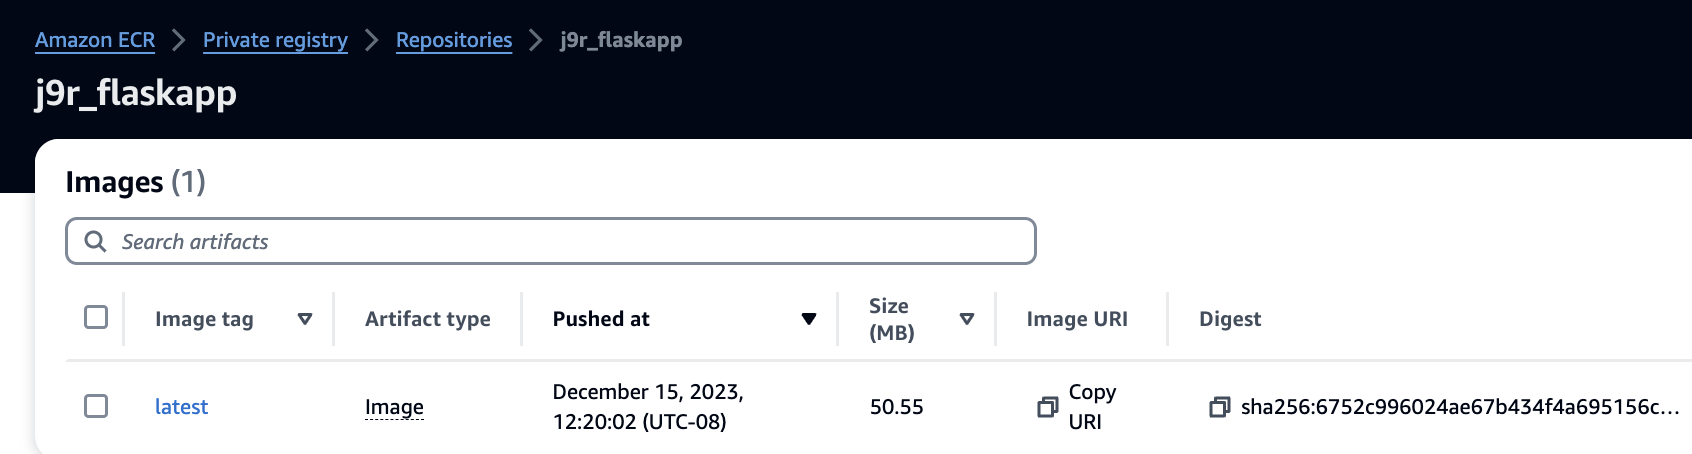 Amazon ECR > Private registry > Repositories > j9r_flaskapp
j9r_flaskapp
Images (1)
Search artifacts
Image tag Artifact type Pushed at Size (MB) Image URI Digest
latest Image December 15, 2023, 12:20:02 (UTC-08) 50.55 Copy URI sha256:6752c996024ae67b434f4a695156c...